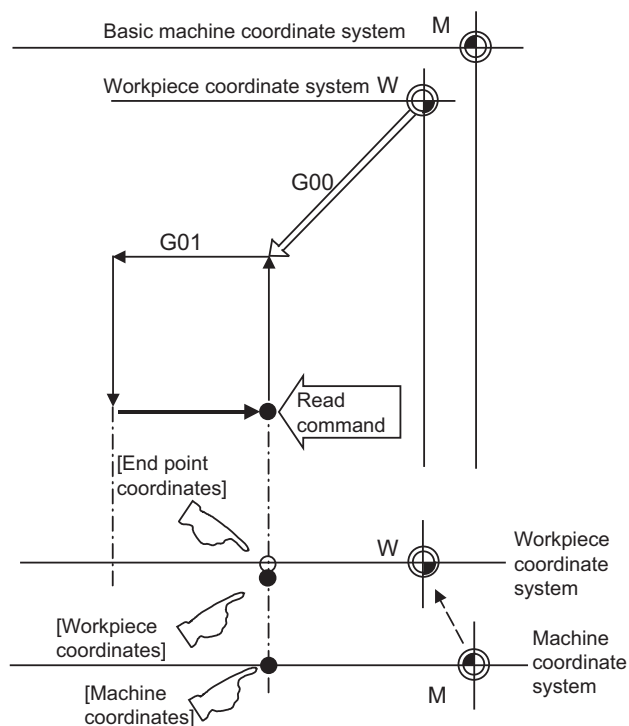 Basic machine coordinate system
M
Workpiece coordinate system W
G00
G01
Read
command
[End point
coordinates]
W
Workpiece
coordinate
system
[Workpiece
coordinates]
Machine
coordinate
system
[Machine
coordinates]
M